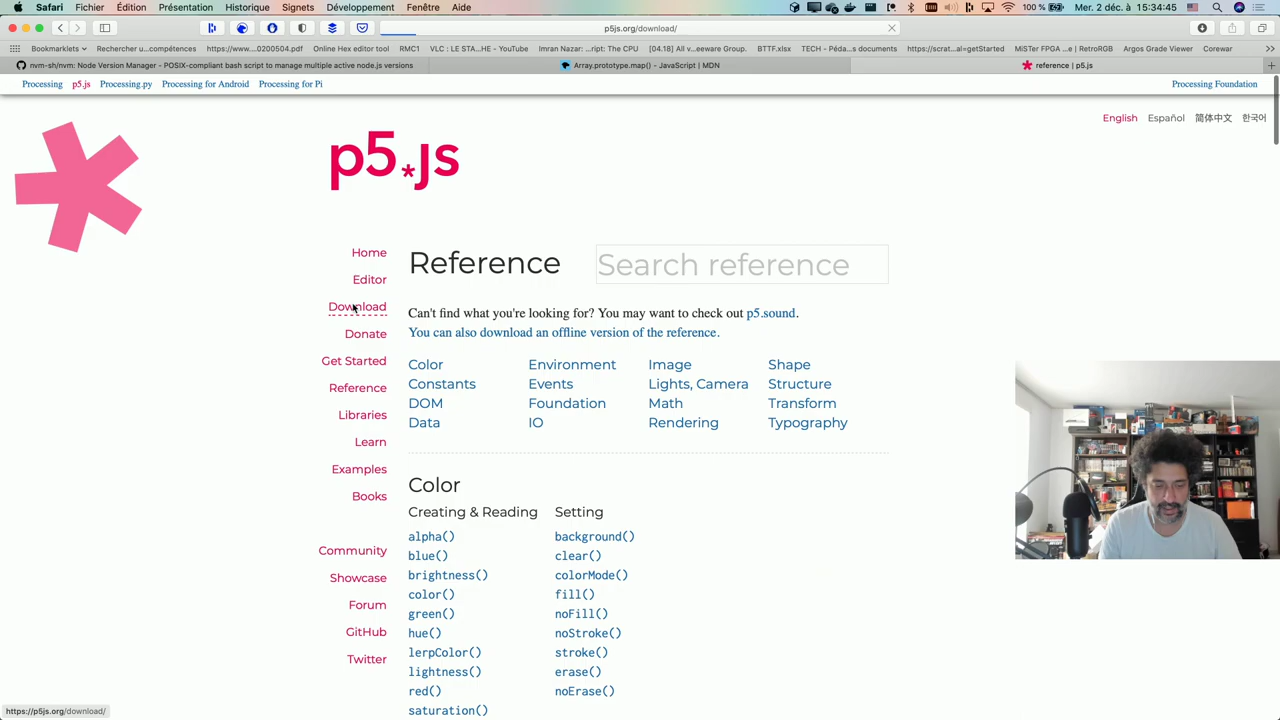 Safari Fichier Édition Présentation Historique Signets Développement Fenêtre Aide
100 % Mer. 2 déc. à 15:34:45
p5js.org/download/
Bookmarklets Rechercher u...compétences https://www....0200504.pdf Online Hex editor tool RMC1 VLC : LE STA...HE - YouTube Imran Nazar:...ript: The CPU [04.18] All v...eeware Group. BTTF.xlsx TECH - Péda...s documents https://scrat...al=getStarted MiSTer FPGA ...e | RetroRGB Argos Grade Viewer Corewar
nvm-sh/nvm: Node Version Manager - POSIX-compliant bash script to manage multiple active node.js versions
Array.prototype.map() - JavaScript | MDN
reference | p5.js
Processing p5.js Processing.py Processing for Android Processing for Pi
Processing Foundation
English Español 简体中文 한국어
p5*js
Home
Editor
Download
Donate
Get Started
Reference
Libraries
Learn
Examples
Books
Community
Showcase
Forum
GitHub
Twitter
Reference
Search reference
Can't find what you're looking for? You may want to check out p5.sound.
You can also download an offline version of the reference.
Color Environment Image Shape
Constants Events Lights, Camera Structure
DOM Foundation Math Transform
Data IO Rendering Typography
Color
Creating & Reading Setting
alpha() background()
blue() clear()
brightness() colorMode()
color() fill()
green() noFill()
hue() noStroke()
lerpColor() stroke()
lightness() erase()
red() noErase()
saturation()
https://p5js.org/download/